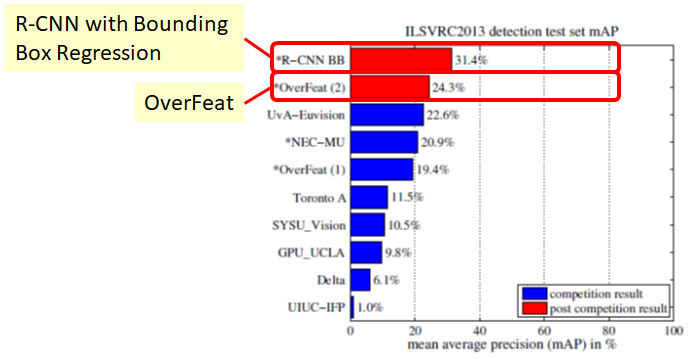 R-CNN with Bounding
Box Regression
OverFeat
ILSVRC2013 detection test set mAP
*R−CNN BB 31.4%
*OverFeat (2) 24.3%
UvA−Euvision 22.6%
*NEC−MU 20.9%
*OverFeat (1) 19.4%
Toronto A 11.5%
SYSU_Vision 10.5%
GPU_UCLA 9.8%
Delta 6.1%
UIUC−IFP 1.0%
competition result
post competition result
0 20 40 60 80 100
mean average precision (mAP) in %